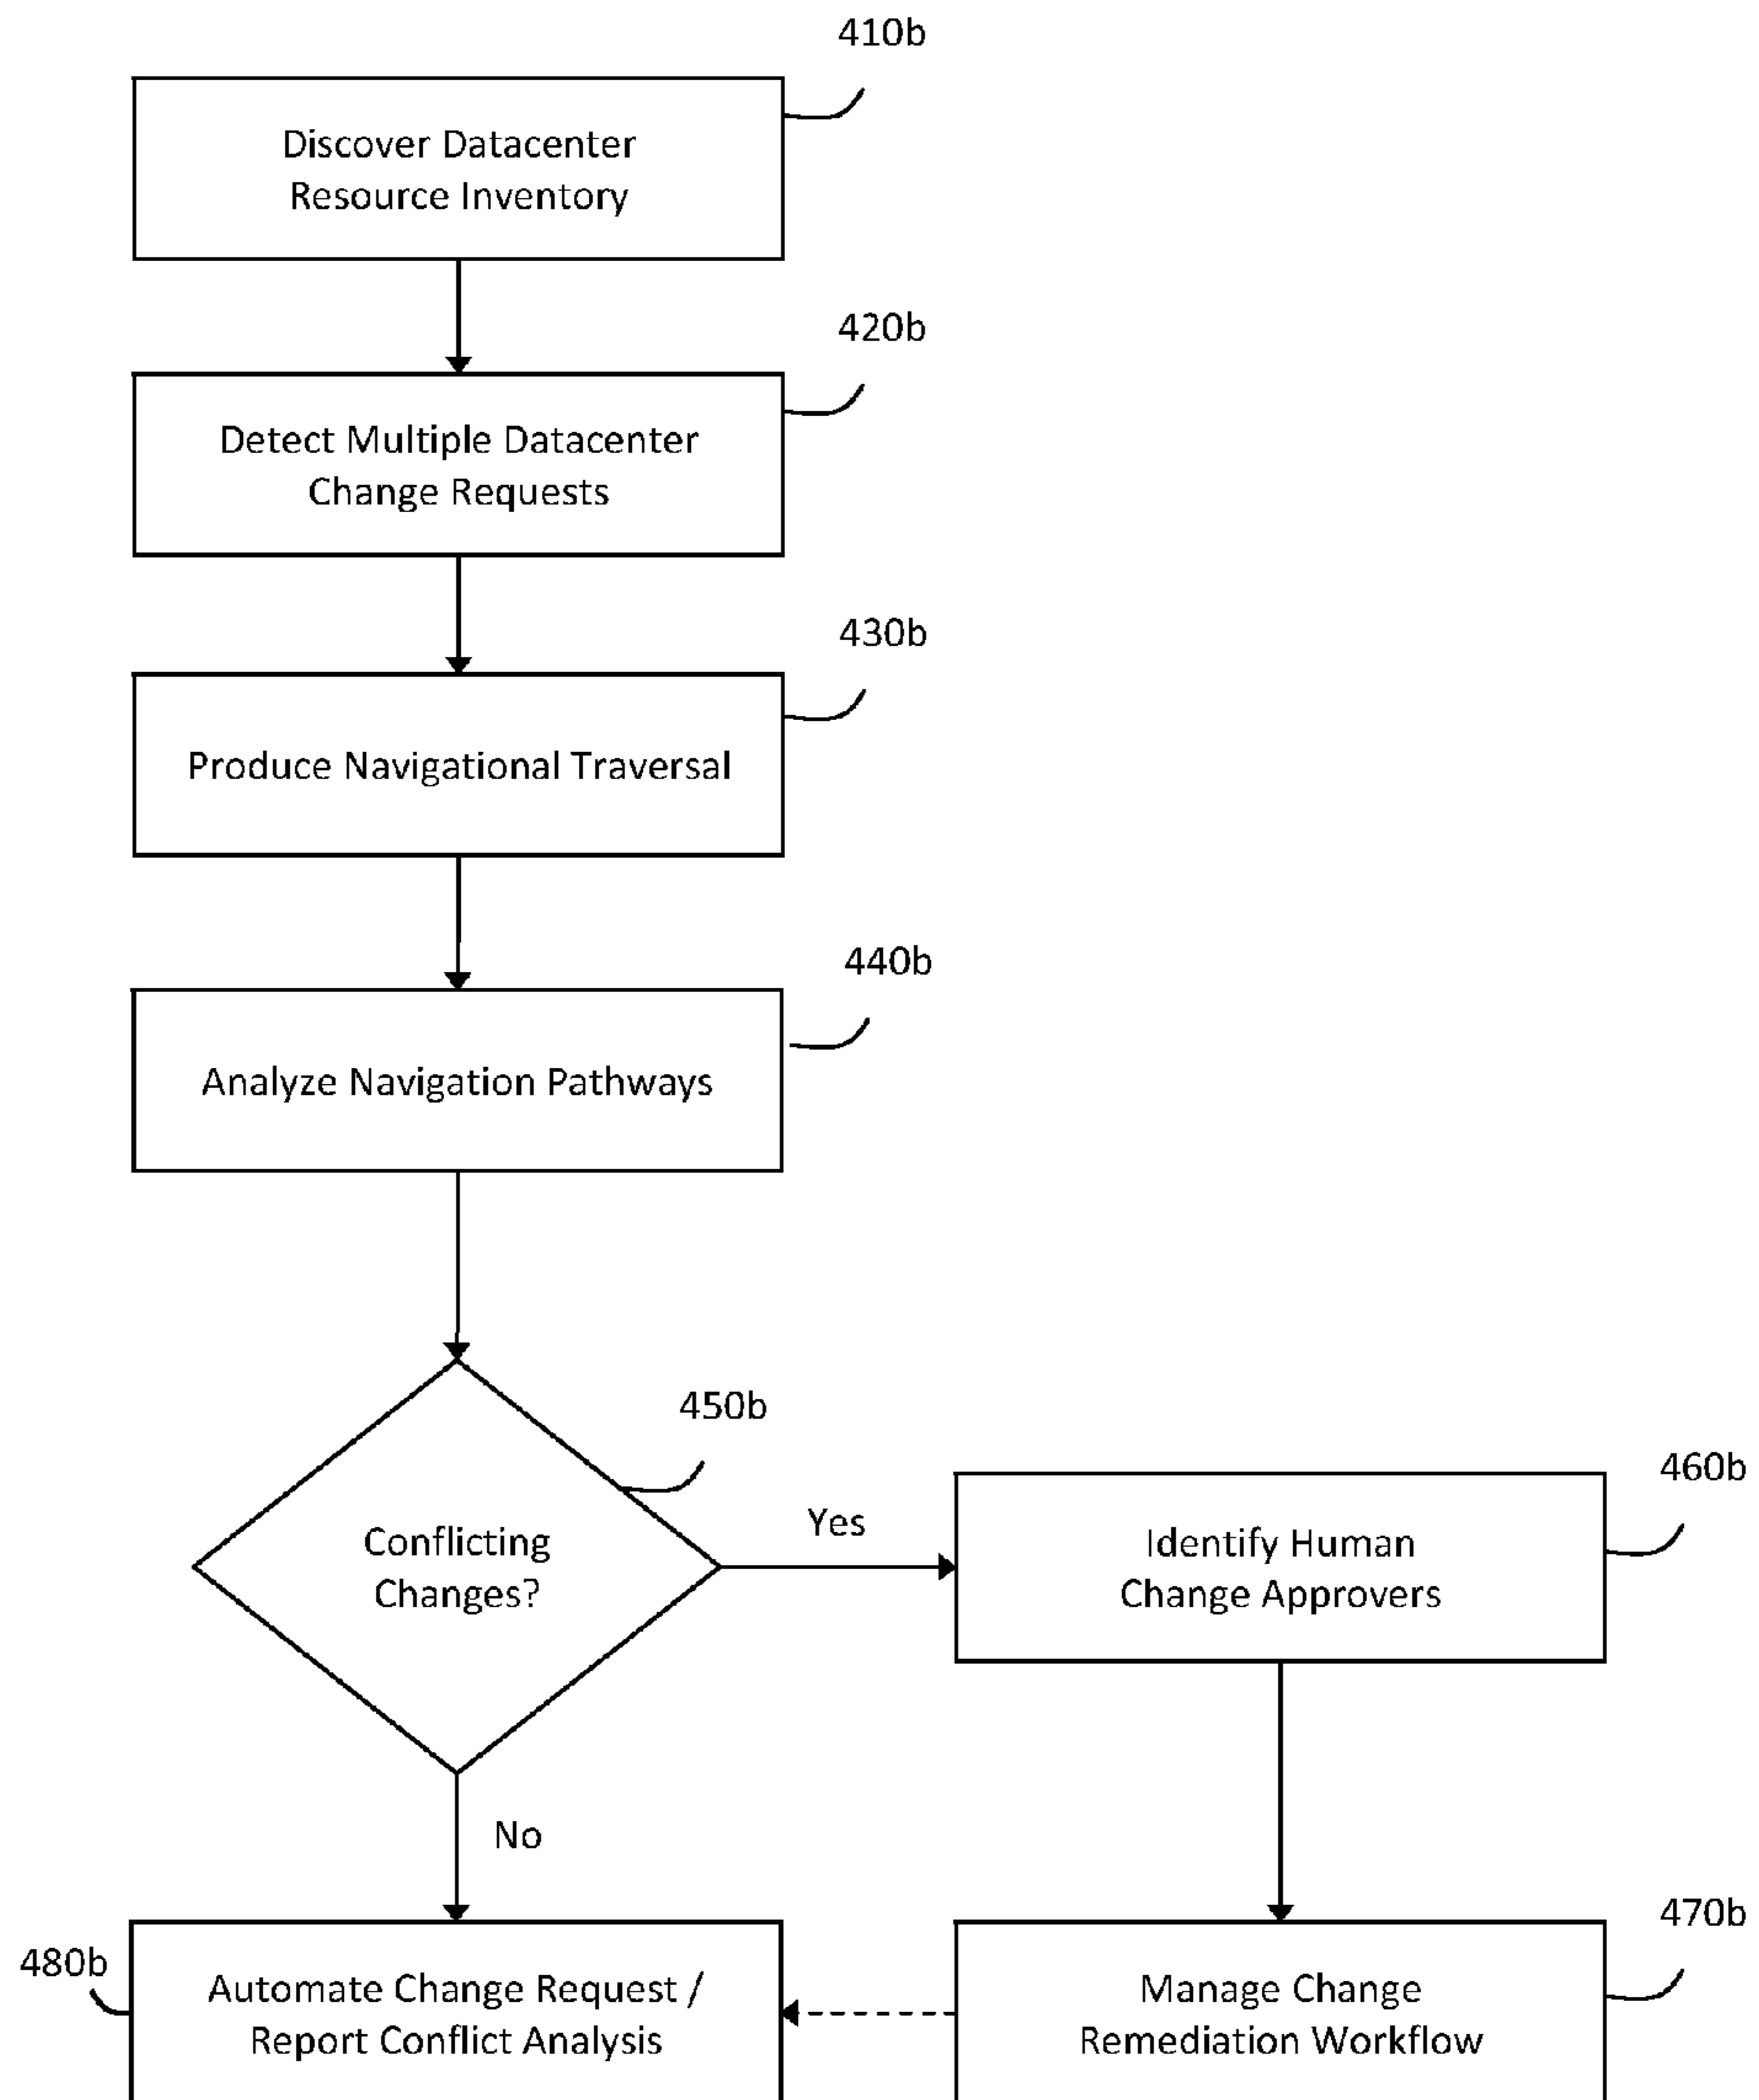 410b
Discover Datacenter
Resource Inventory
420b
Detect Multiple Datacenter
Change Requests
430b
Produce Navigational Traversal
440b
Analyze Navigation Pathways
450b
Conflicting
Changes?
Yes
460b
Identify Human
Change Approvers
No
480b
Automate Change Request /
Report Conflict Analysis
470b
Manage Change
Remediation Workflow